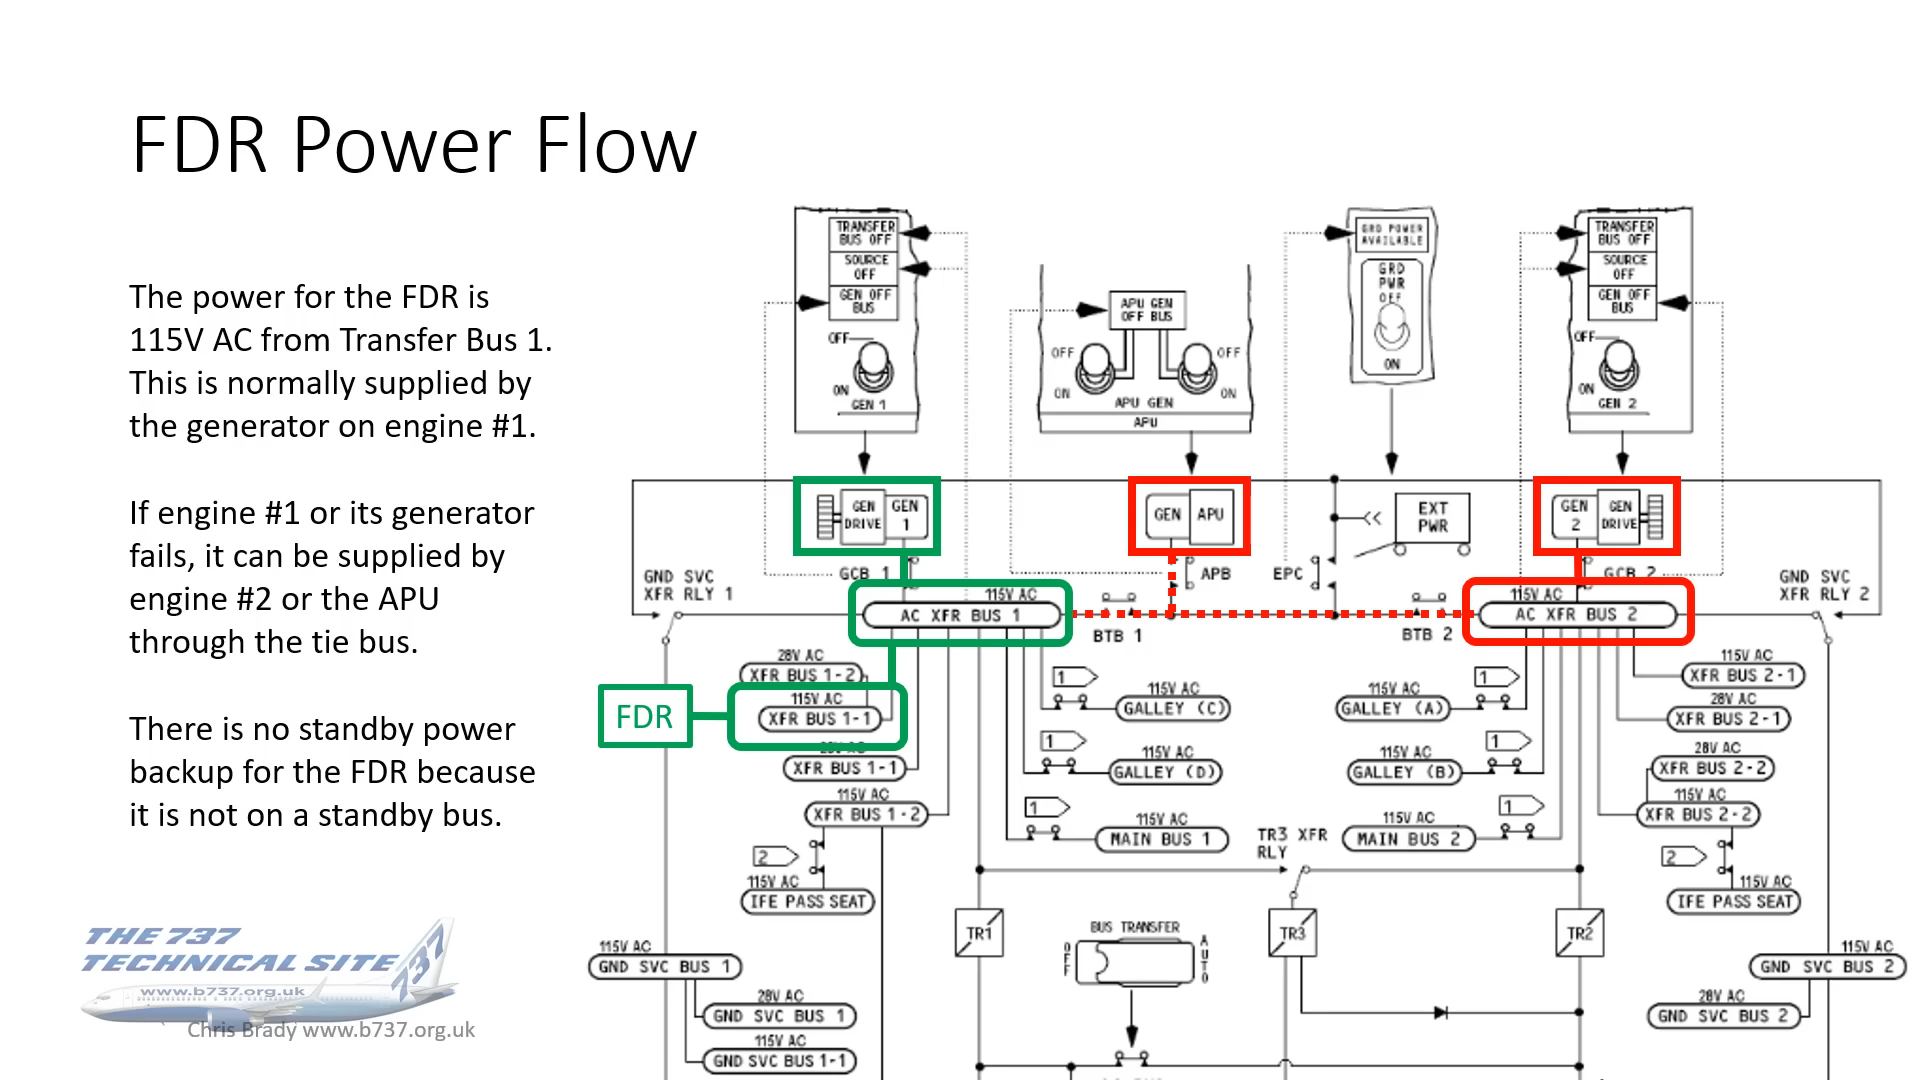 FDR Power Flow
The power for the FDR is
115V AC from Transfer Bus 1.
This is normally supplied by
the generator on engine #1.
If engine #1 or its generator
fails, it can be supplied by
engine #2 or the APU
through the tie bus.
There is no standby power
backup for the FDR because
it is not on a standby bus.
THE 737
TECHNICAL SITE
737
www.b737.org.uk
Chris Brady www.b737.org.uk
TRANSFER
BUS OFF
SOURCE
OFF
GEN OFF
BUS
OFF
ON
GEN 1
APU GEN
OFF BUS
OFF
OFF
ON
ON
APU GEN
APU
GRD POWER
AVAILABLE
GRD
PWR
OFF
ON
TRANSFER
BUS OFF
SOURCE
OFF
GEN OFF
BUS
OFF
ON
GEN 2
GEN
DRIVE
GEN
1
GEN
APU
EXT
PWR
GEN
2
GEN
DRIVE
GND SVC
XFR RLY 1
GCB 1
APB
EPC
GCB 2
GND SVC
XFR RLY 2
115V AC
AC XFR BUS 1
BTB 1
BTB 2
115V AC
AC XFR BUS 2
28V AC
XFR BUS 1-2
FDR
115V AC
XFR BUS 1-1
28V AC
XFR BUS 1-1
115V AC
XFR BUS 1-2
2
115V AC
IFE PASS SEAT
1
115V AC
GALLEY (C)
1
115V AC
GALLEY (D)
1
115V AC
MAIN BUS 1
115V AC
GALLEY (A)
1
115V AC
GALLEY (B)
1
115V AC
MAIN BUS 2
1
TR3 XFR
RLY
115V AC
XFR BUS 2-1
28V AC
XFR BUS 2-1
28V AC
XFR BUS 2-2
115V AC
XFR BUS 2-2
2
115V AC
IFE PASS SEAT
TR1
BUS TRANSFER
OFF
AUTO
TR3
TR2
115V AC
GND SVC BUS 1
28V AC
GND SVC BUS 1
115V AC
GND SVC BUS 1-1
115V AC
GND SVC BUS 2
28V AC
GND SVC BUS 2